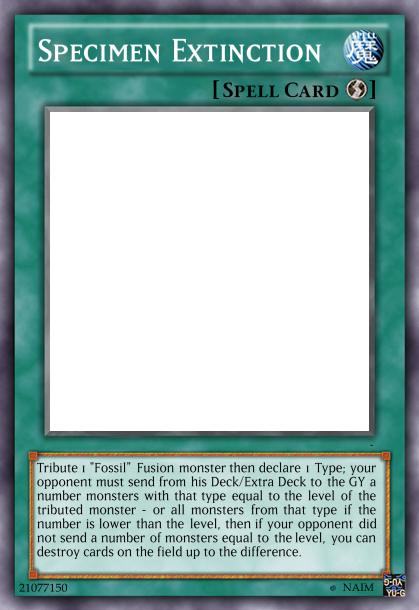 Specimen Extinction
魔
[Spell Card]
Tribute 1 "Fossil" Fusion monster then declare 1 Type; your
opponent must send from his Deck/Extra Deck to the GY a
number monsters with that type equal to the level of the
tributed monster - or all monsters from that type if the
number is lower than the level, then if your opponent did
not send a number of monsters equal to the level, you can
destroy cards on the field up to the difference.
21077150
@ NAIM
YU-G